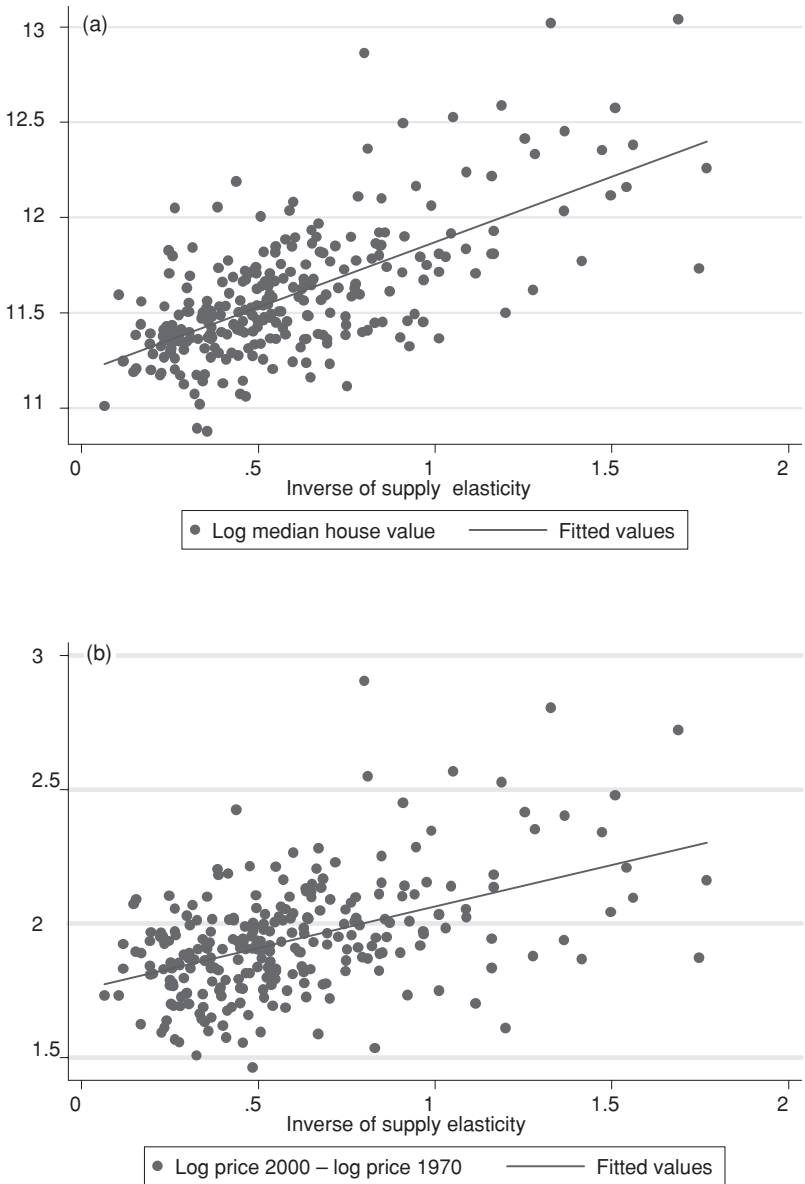 (a)
13
12.5
12
11.5
11
0 .5 1 1.5 2
Inverse of supply elasticity
Log median house value Fitted values
(b)
3
2.5
2
1.5
0 .5 1 1.5 2
Inverse of supply elasticity
Log price 2000 – log price 1970 Fitted values